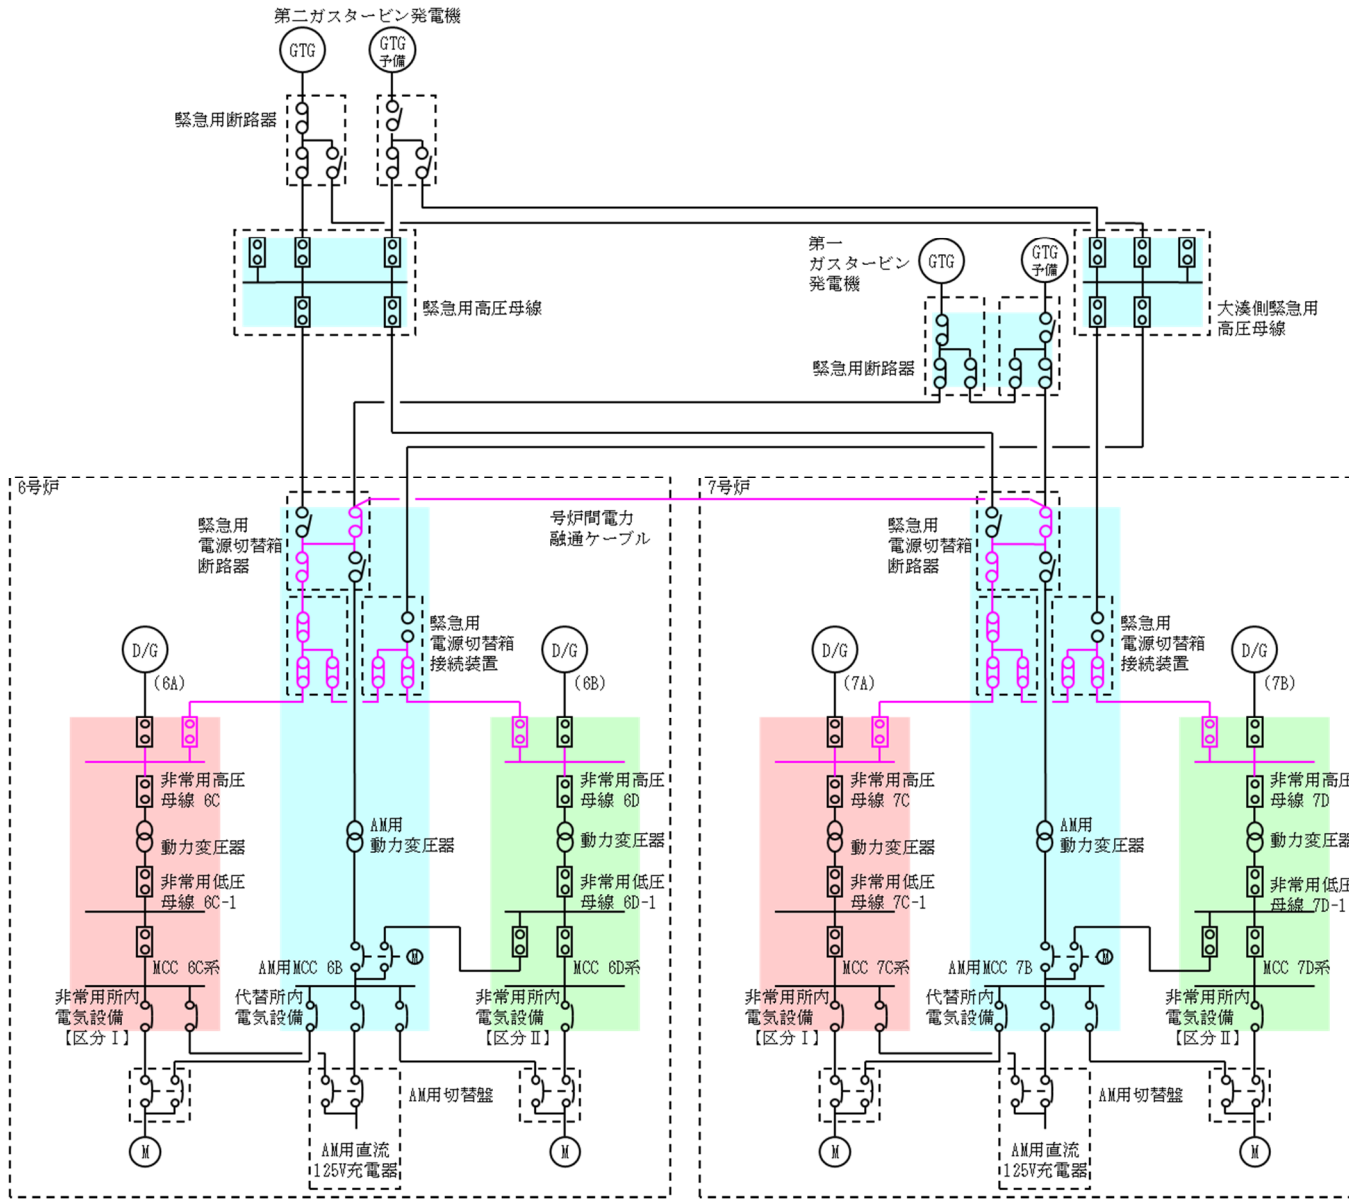 第二ガスタービン発電機
GTG
GTG
予備
緊急用断路器
緊急用高圧母線
第一
ガスタービン
発電機
GTG
GTG
予備
緊急用断路器
大湊側緊急用
高圧母線
6号炉
緊急用
電源切替箱
断路器
号炉間電力
融通ケーブル
緊急用
電源切替箱
接続装置
D/G
(6A)
D/G
(6B)
非常用高圧
母線 6C
動力変圧器
非常用低圧
母線 6C-1
MCC 6C系
非常用所内
電気設備
【区分Ⅰ】
AM用
動力変圧器
AM用MCC 6B
M
代替所内
電気設備
非常用高圧
母線 6D
動力変圧器
非常用低圧
母線 6D-1
MCC 6D系
非常用所内
電気設備
【区分Ⅱ】
AM用切替盤
M
AM用直流
125V充電器
M
7号炉
緊急用
電源切替箱
断路器
緊急用
電源切替箱
接続装置
D/G
(7A)
D/G
(7B)
非常用高圧
母線 7C
動力変圧器
非常用低圧
母線 7C-1
MCC 7C系
非常用所内
電気設備
【区分Ⅰ】
AM用
動力変圧器
AM用MCC 7B
M
代替所内
電気設備
非常用高圧
母線 7D
動力変圧器
非常用低圧
母線 7D-1
MCC 7D系
非常用所内
電気設備
【区分Ⅱ】
AM用切替盤
M
AM用直流
125V充電器
M